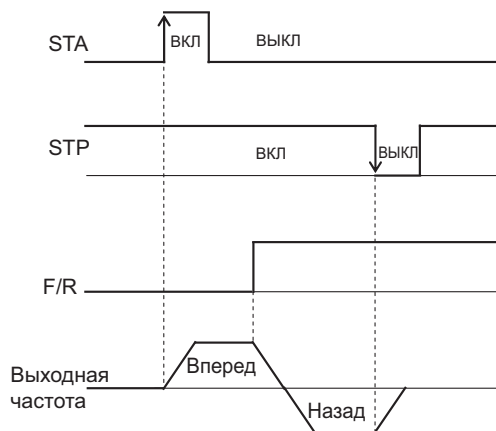 STA
ВКЛ
ВЫКЛ
STP
ВКЛ
ВЫКЛ
F/R
Выходная
частота
Вперед
Назад